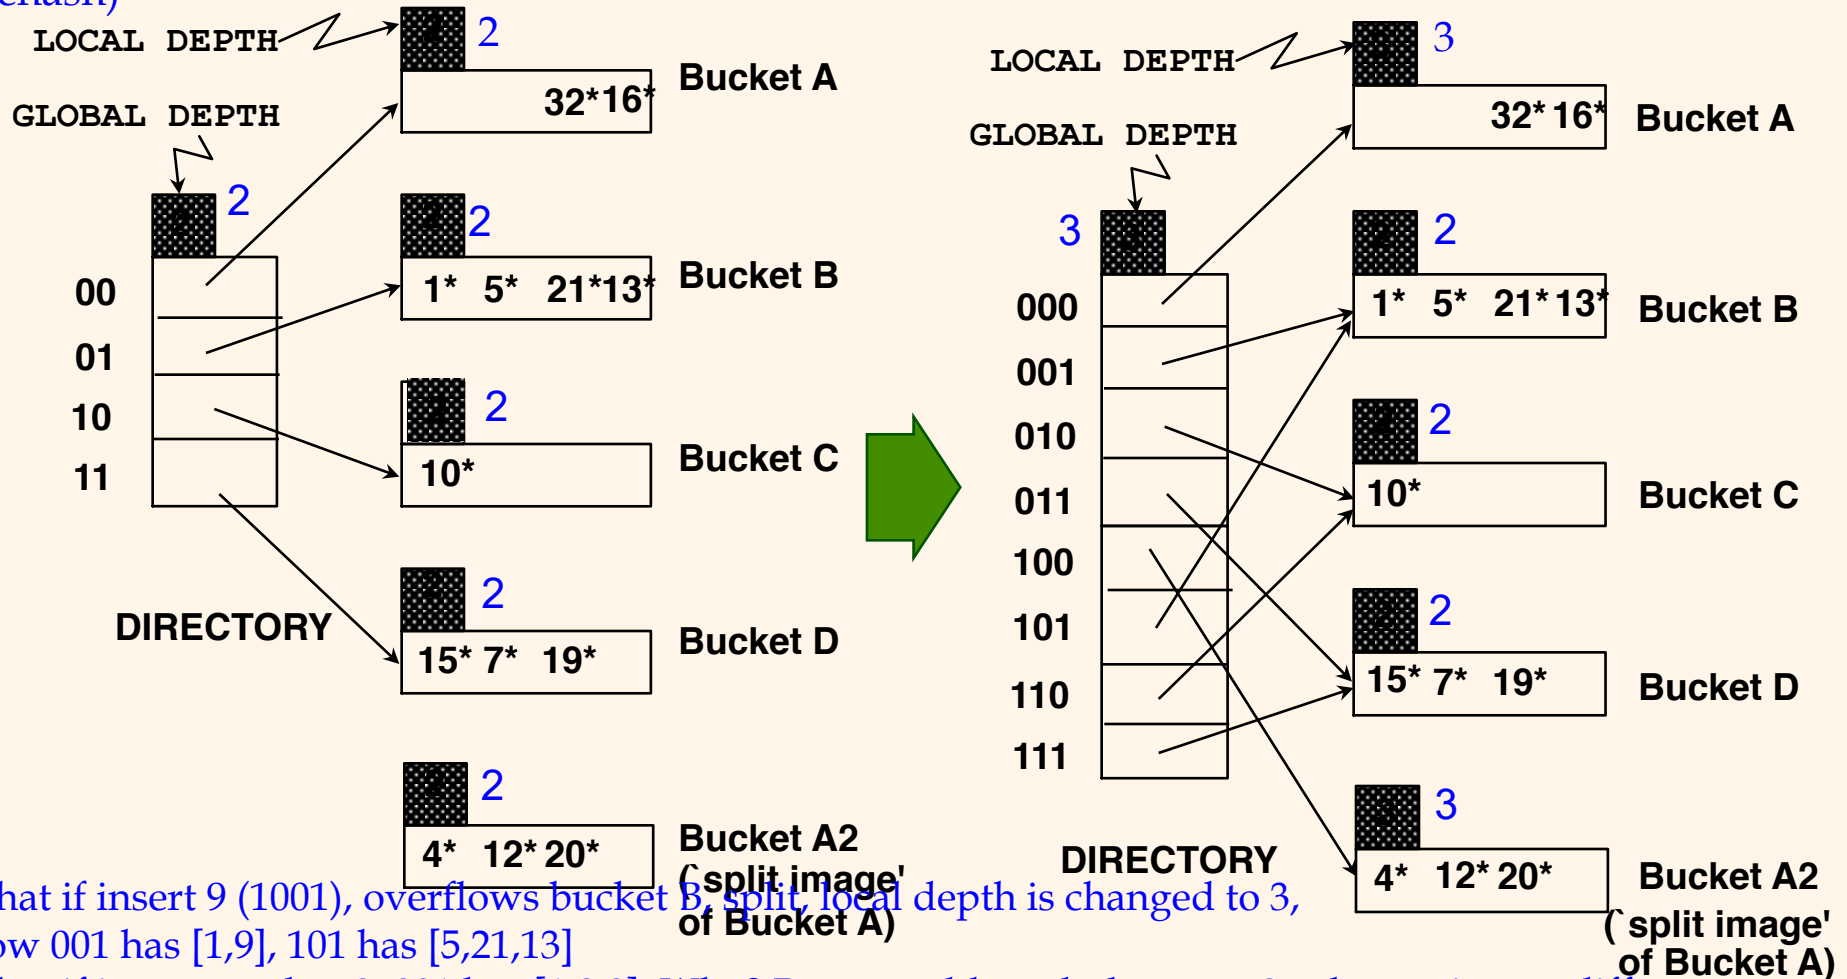 LOCAL DEPTH
2
32* 16*
Bucket A
GLOBAL DEPTH
2
00
01
10
11
DIRECTORY
2
1* 5* 21* 13*
Bucket B
2
10*
Bucket C
2
15* 7* 19*
Bucket D
2
4* 12* 20*
Bucket A2
(`split image'
of Bucket A)
LOCAL DEPTH
3
32* 16*
Bucket A
GLOBAL DEPTH
3
000
001
010
011
100
101
110
111
DIRECTORY
2
1* 5* 21* 13*
Bucket B
2
10*
Bucket C
2
15* 7* 19*
Bucket D
3
4* 12* 20*
Bucket A2
(`split image'
of Bucket A)
hat if insert 9 (1001), overflows bucket B, split, local depth is changed to 3,
ow 001 has [1,9], 101 has [5,21,13]